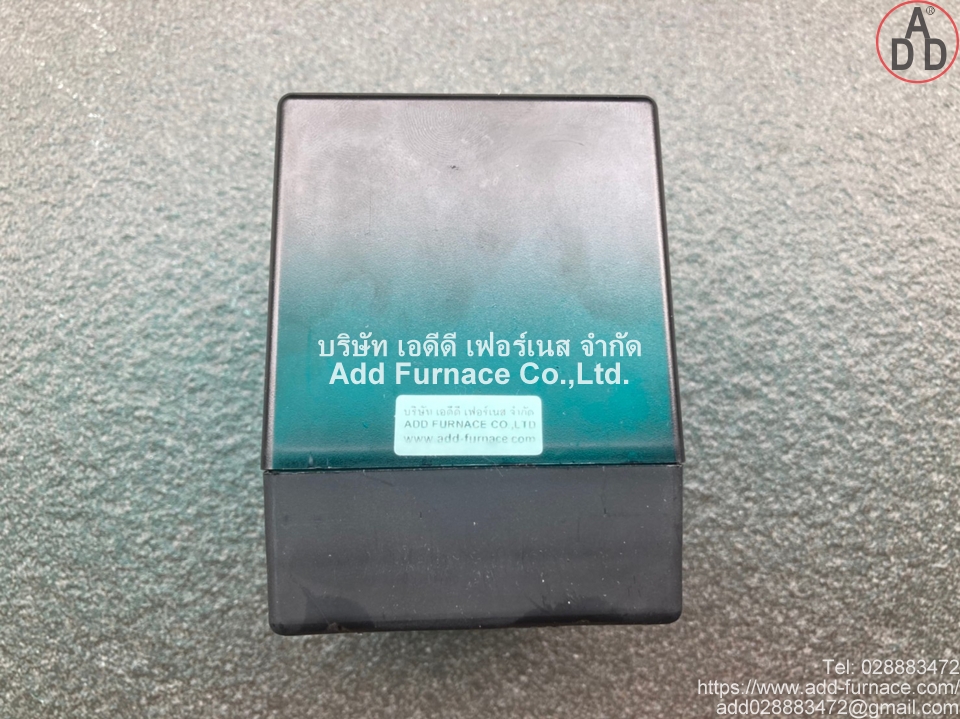 ADD®
บริษัท เอดีดี เฟอร์เนส จำกัด
Add Furnace Co.,Ltd.
บริษัท เอดีดี เฟอร์เนส จำกัด
ADD FURNACE CO.,LTD
www.add-furnace.com
Tel: 028883472
https://www.add-furnace.com/
add028883472@gmail.com